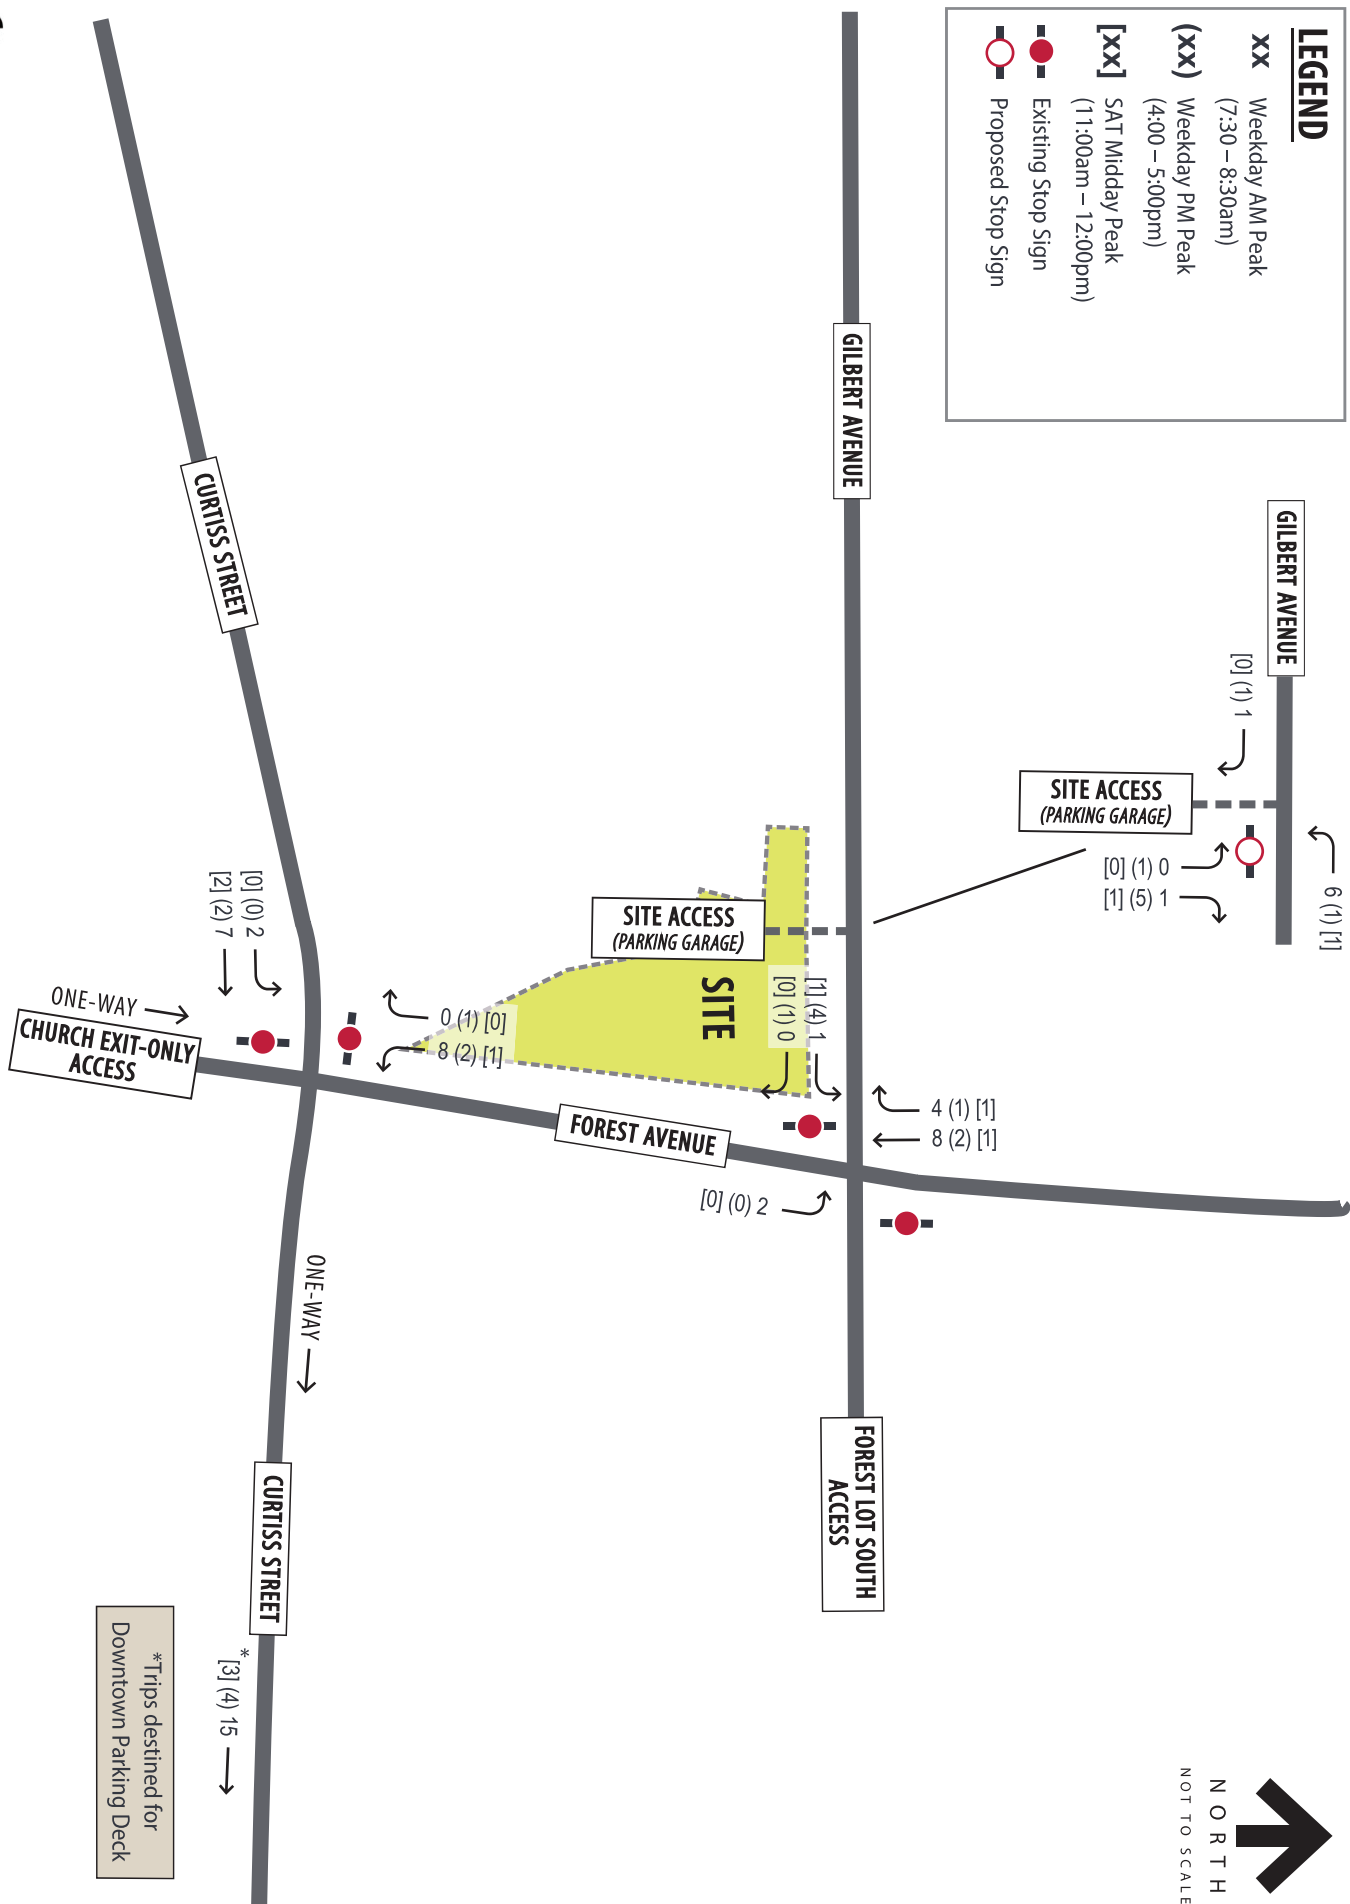 LEGEND
XX Weekday AM Peak
(7:30 – 8:30am)
(XX) Weekday PM Peak
(4:00 – 5:00pm)
[XX] SAT Midday Peak
(11:00am – 12:00pm)
Existing Stop Sign
Proposed Stop Sign
GILBERT AVENUE
[0] (1) 1
6 (1) [1]
SITE ACCESS
(PARKING GARAGE)
[0] (1) 0
[1] (5) 1
GILBERT AVENUE
SITE ACCESS
(PARKING GARAGE)
SITE
[1] (4) 1
[0] (1) 0
4 (1) [1]
8 (2) [1]
[0] (0) 2
FOREST LOT SOUTH
ACCESS
FOREST AVENUE
CURTISS STREET
[0] (0) 2
[2] (2) 7
0 (1) [0]
8 (2) [1]
ONE-WAY
CHURCH EXIT-ONLY
ACCESS
ONE-WAY
CURTISS STREET
*
[3] (4) 15
*Trips destined for
Downtown Parking Deck
NORTH
NOT TO SCALE